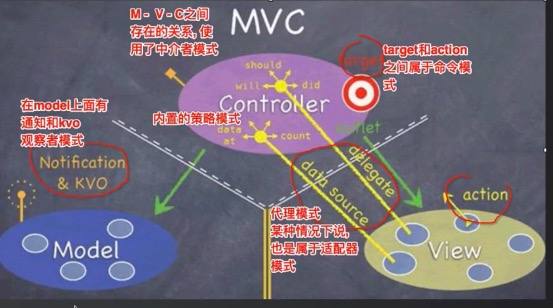 M - V - C之间
存在的关系, 使
用了中介者模式
MVC
target
target和action
之间属于命令模
式
should
will
did
Controller
data
at
count
outlet
内置的策略模式
在model上面有
通知和kvo
观察者模式
Notification
& KVO
data source
delegate
action
代理模式
某种情况下说,
也是属于适配器
模式
Model
View